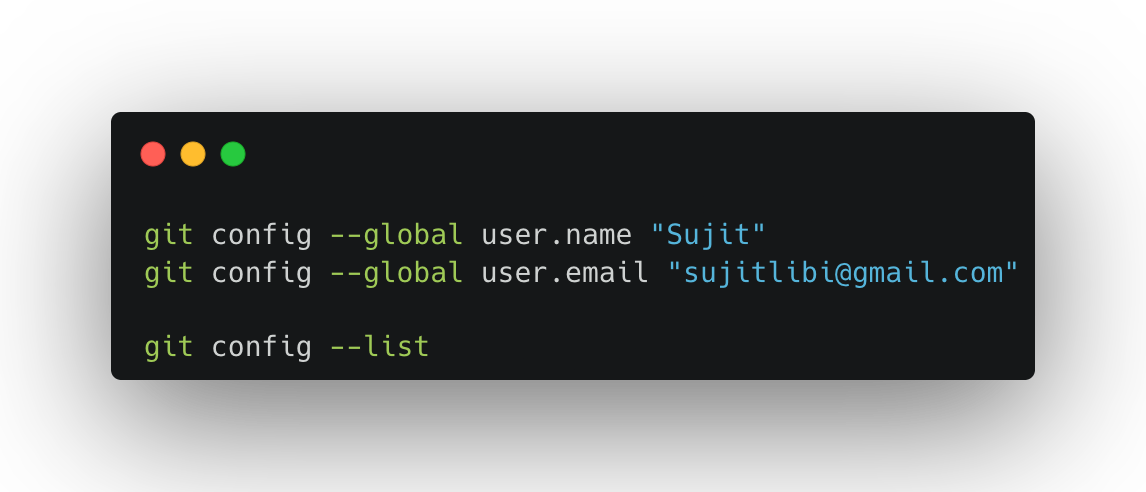 git config --global user.name "Sujit"
git config --global user.email "sujitlibi@gmail.com"
git config --list